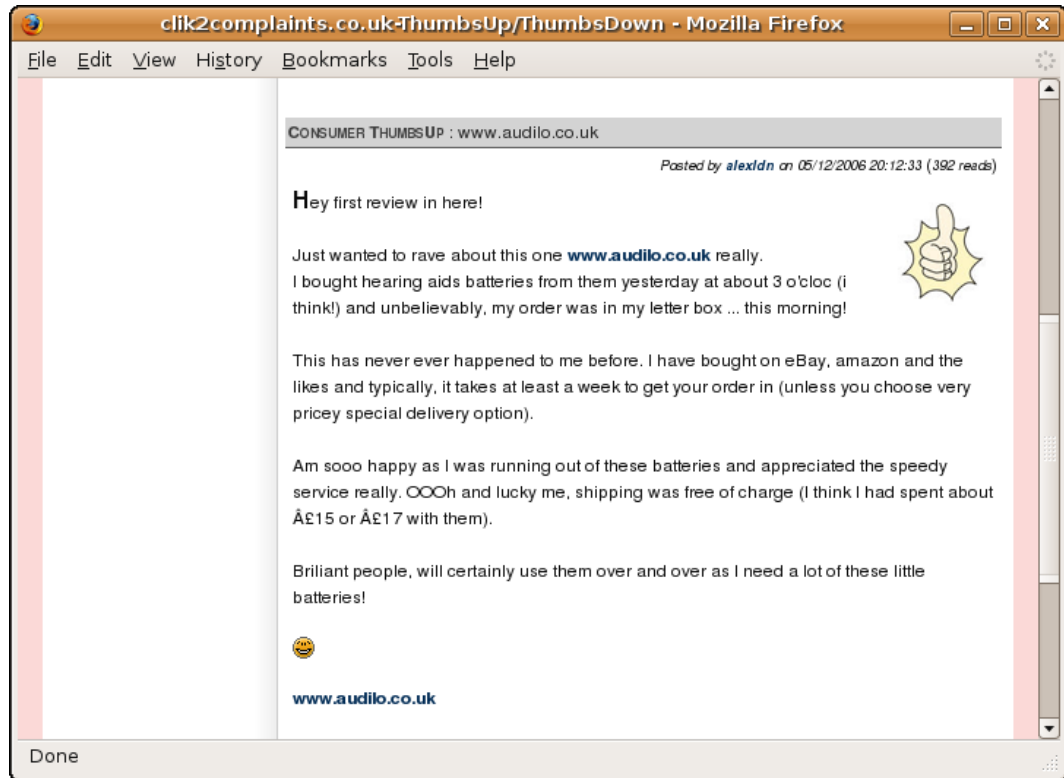 clik2complaints.co.uk-ThumbsUp/ThumbsDown - Mozilla Firefox
File Edit View History Bookmarks Tools Help
CONSUMER THUMBSUP : www.audilo.co.uk
Posted by alexldn on 05/12/2006 20:12:33 (392 reads)
Hey first review in here!
Just wanted to rave about this one www.audilo.co.uk really.
I bought hearing aids batteries from them yesterday at about 3 o'cloc (i
think!) and unbelievably, my order was in my letter box ... this morning!
This has never ever happened to me before. I have bought on eBay, amazon and the
likes and typically, it takes at least a week to get your order in (unless you choose very
pricey special delivery option).
Am sooo happy as I was running out of these batteries and appreciated the speedy
service really. OOOh and lucky me, shipping was free of charge (I think I had spent about
Â£15 or Â£17 with them).
Briliant people, will certainly use them over and over as I need a lot of these little
batteries!
www.audilo.co.uk
Done